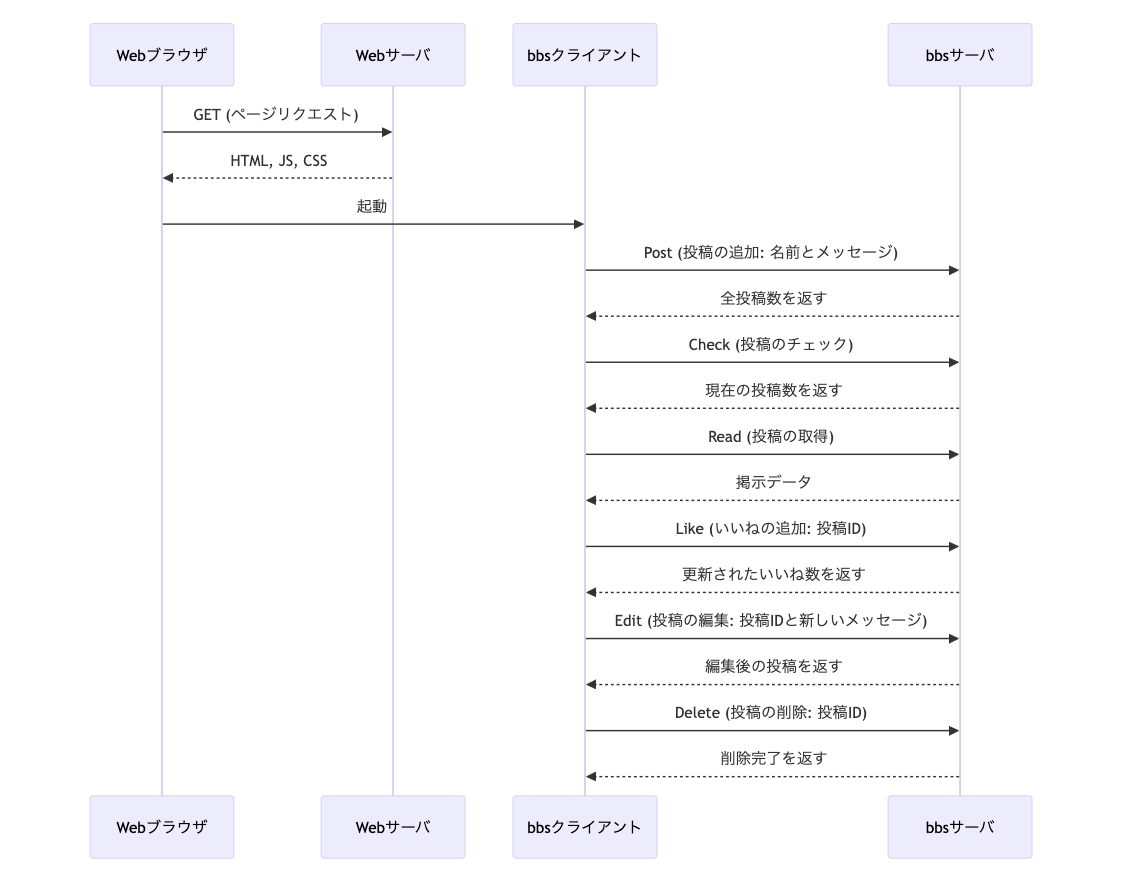 Webブラウザ
Webサーバ
bbsクライアント
bbsサーバ
GET (ページリクエスト)
HTML, JS, CSS
起動
Post (投稿の追加: 名前とメッセージ)
全投稿数を返す
Check (投稿のチェック)
現在の投稿数を返す
Read (投稿の取得)
掲示データ
Like (いいねの追加: 投稿ID)
更新されたいいね数を返す
Edit (投稿の編集: 投稿IDと新しいメッセージ)
編集後の投稿を返す
Delete (投稿の削除: 投稿ID)
削除完了を返す
Webブラウザ
Webサーバ
bbsクライアント
bbsサーバ